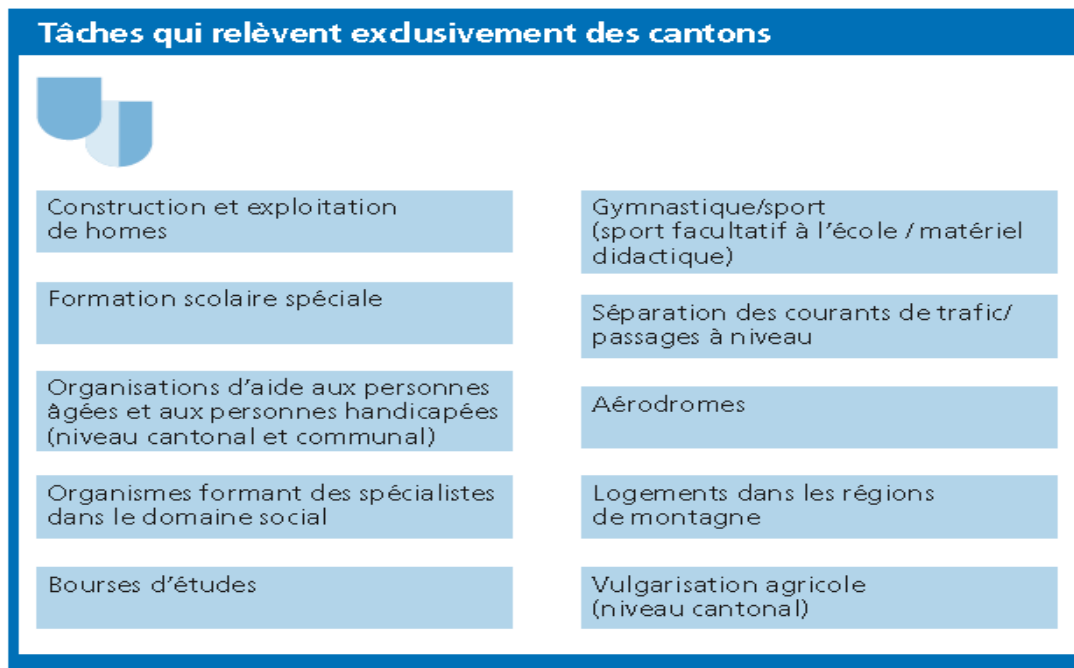 Tâches qui relèvent exclusivement des cantons
Construction et exploitation
de homes
Formation scolaire spéciale
Organisations d'aide aux personnes
âgées et aux personnes handicapées
(niveau cantonal et communal)
Organismes formant des spécialistes
dans le domaine social
Bourses d'études
Gymnastique/sport
(sport facultatif à l'école / matériel
didactique)
Séparation des courants de trafic/
passages à niveau
Aérodromes
Logements dans les régions
de montagne
Vulgarisation agricole
(niveau cantonal)